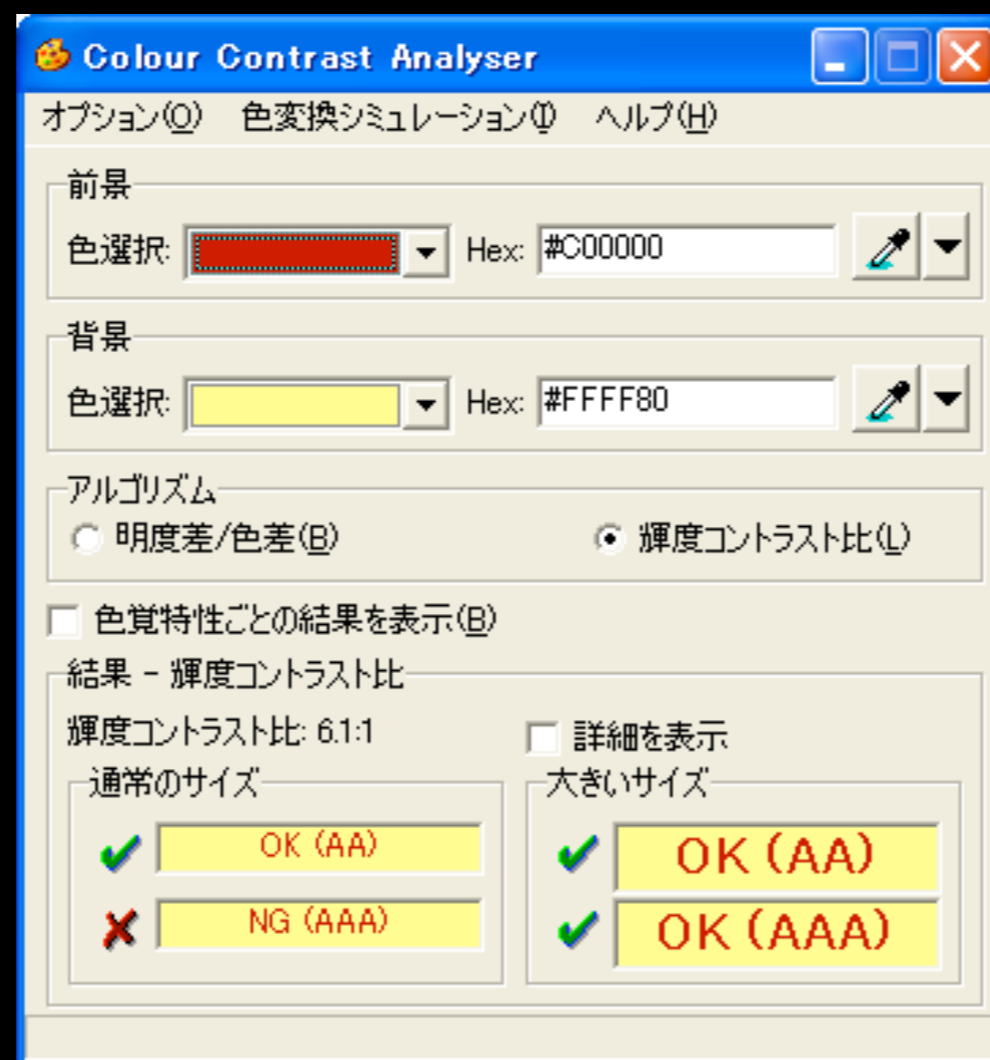 Colour Contrast Analyser
オプション(O) 色変換シミュレーション(I) ヘルプ(H)
前景
色選択: Hex: #C00000
背景
色選択: Hex: #FFFF80
アルゴリズム
明度差/色差(B) 輝度コントラスト比(L)
色覚特性ごとの結果を表示(B)
結果 - 輝度コントラスト比
輝度コントラスト比: 6.1:1 詳細を表示
通常のサイズ 大きいサイズ
OK (AA) OK (AA)
NG (AAA) OK (AAA)